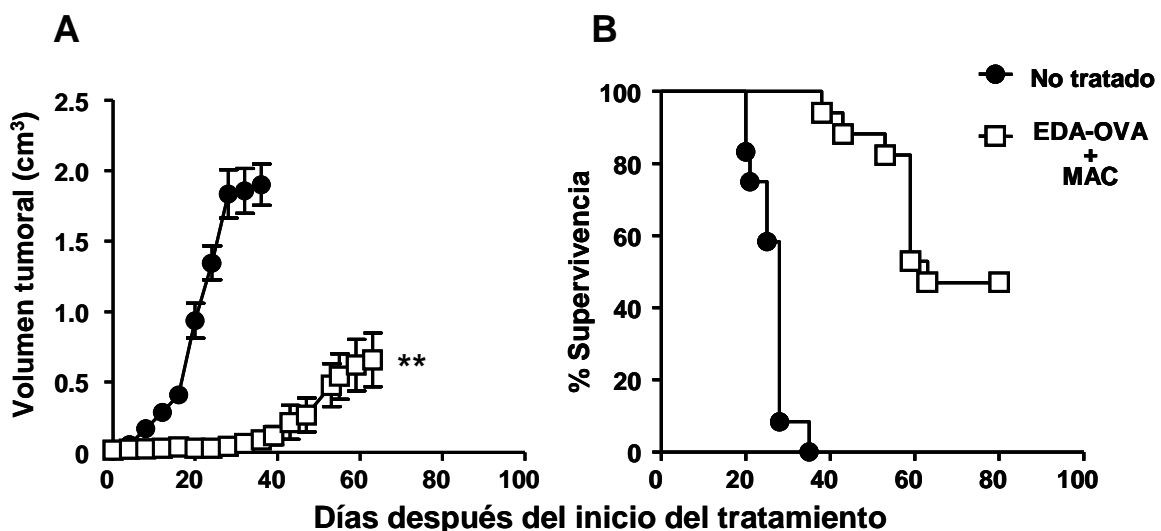 A
B
Volumen tumoral (cm³)
2.5
2.0
1.5
1.0
0.5
0
0 20 40 60 80 100
**
% Supervivencia
100
80
60
40
20
0
0 20 40 60 80 100
No tratado
EDA-OVA
+
MAC
Días después del inicio del tratamiento